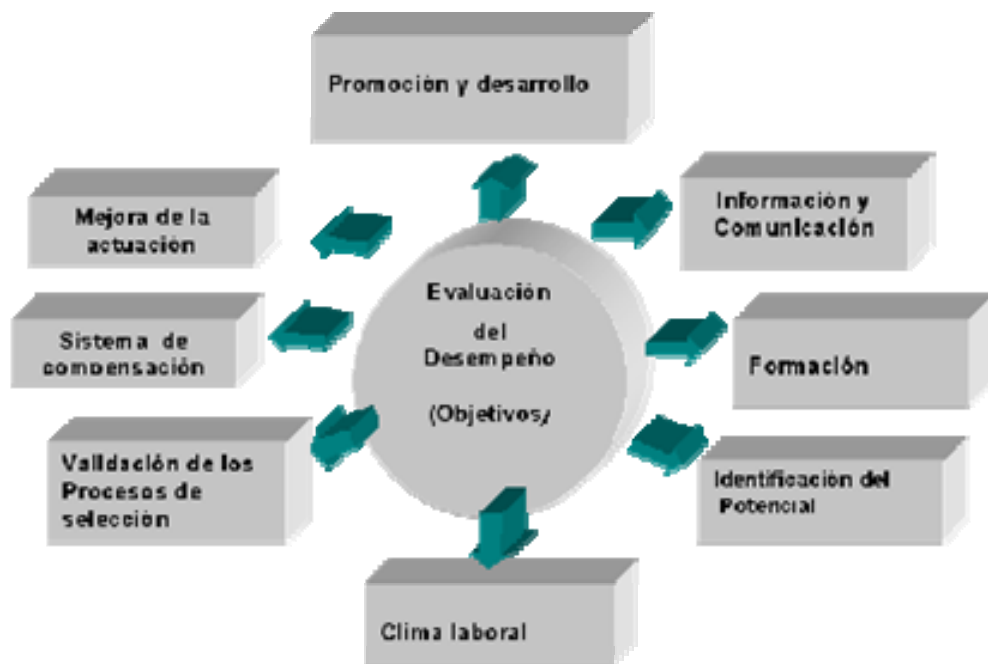 Promoción y desarrollo
Mejora de la
actuación
Información y
Comunicación
Evaluación
del
Desempeño
(Objetivos/
Sistema de
compensación
Formación
Validación de los
Procesos de
selección
Identificación del
Potencial
Clima laboral